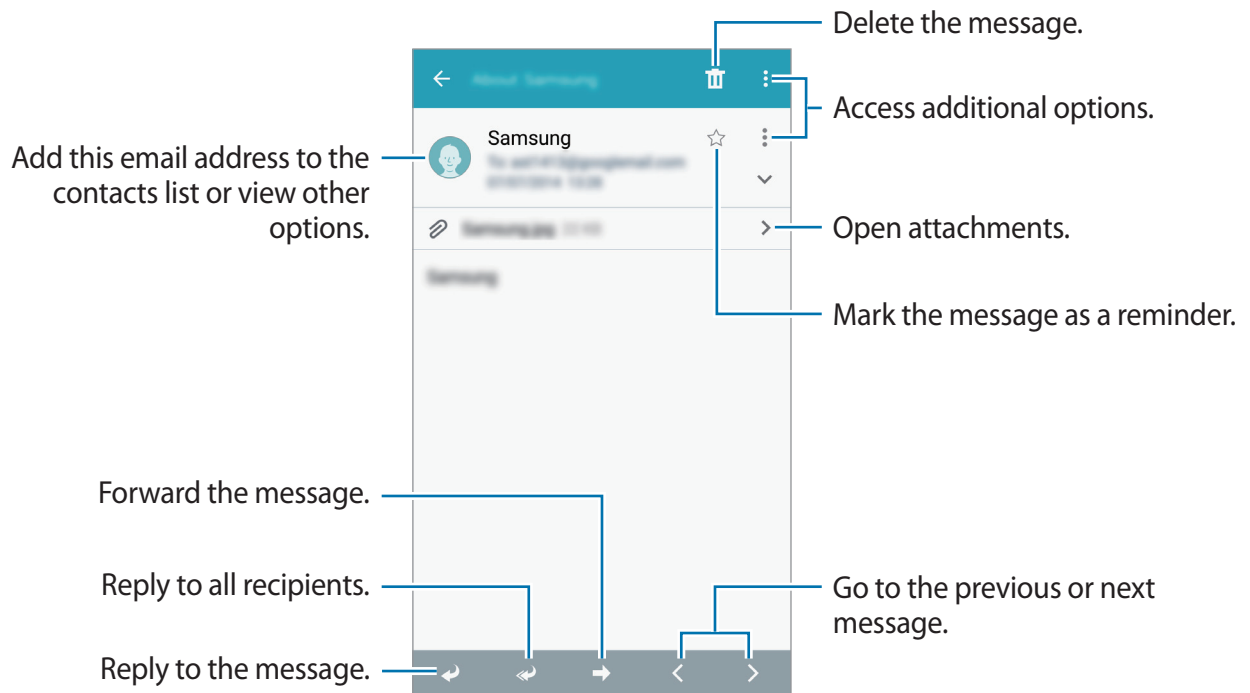 Delete the message.
Access additional options.
Samsung
Add this email address to the
contacts list or view other
options.
Open attachments.
Mark the message as a reminder.
Forward the message.
Reply to all recipients.
Go to the previous or next
message.
Reply to the message.